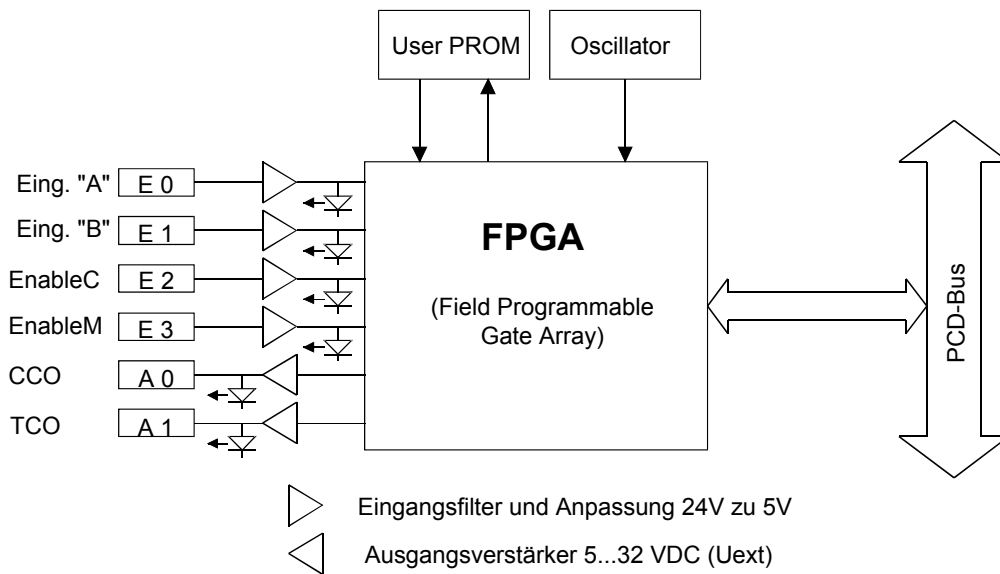 User PROM
Oscillator
Eing. "A"
E 0
Eing. "B"
E 1
EnableC
E 2
EnableM
E 3
CCO
A 0
TCO
A 1
FPGA
(Field Programmable
Gate Array)
PCD-Bus
Eingangsfilter und Anpassung 24V zu 5V
Ausgangsverstärker 5...32 VDC (Uext)